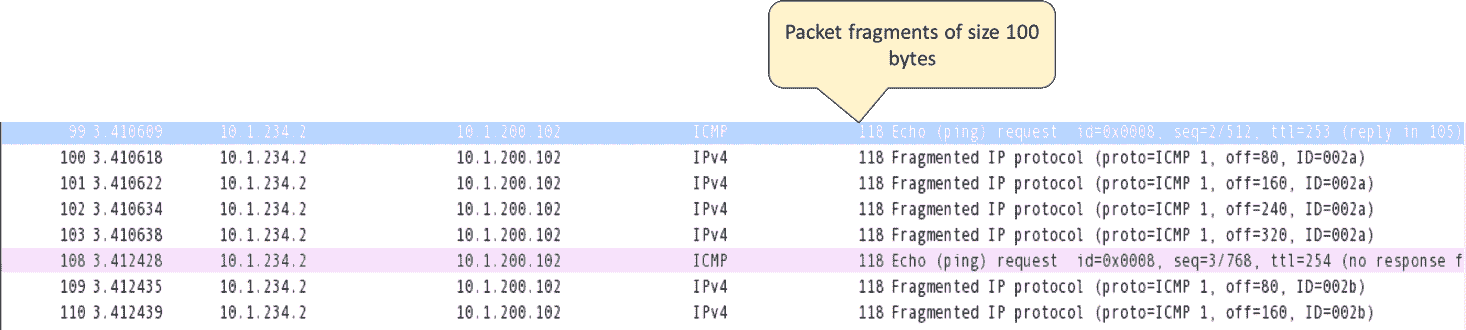 Packet fragments of size 100
bytes
99 3.410609 10.1.234.2 10.1.200.102 ICMP 118 Echo (ping) request id=0x0008, seq=2/512, ttl=253 (reply in 105)
100 3.410618 10.1.234.2 10.1.200.102 IPv4 118 Fragmented IP protocol (proto=ICMP 1, off=80, ID=002a)
101 3.410622 10.1.234.2 10.1.200.102 IPv4 118 Fragmented IP protocol (proto=ICMP 1, off=160, ID=002a)
102 3.410634 10.1.234.2 10.1.200.102 IPv4 118 Fragmented IP protocol (proto=ICMP 1, off=240, ID=002a)
103 3.410638 10.1.234.2 10.1.200.102 IPv4 118 Fragmented IP protocol (proto=ICMP 1, off=320, ID=002a)
108 3.412428 10.1.234.2 10.1.200.102 ICMP 118 Echo (ping) request id=0x0008, seq=3/768, ttl=254 (no response f
109 3.412435 10.1.234.2 10.1.200.102 IPv4 118 Fragmented IP protocol (proto=ICMP 1, off=80, ID=002b)
110 3.412439 10.1.234.2 10.1.200.102 IPv4 118 Fragmented IP protocol (proto=ICMP 1, off=160, ID=002b)